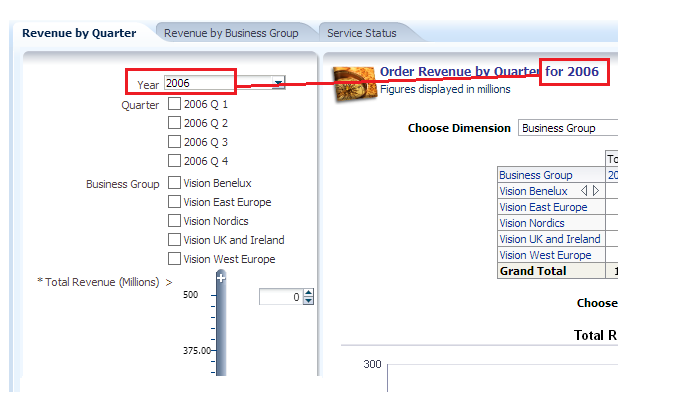 Revenue by Quarter
Revenue by Business Group
Service Status
Year 2006
Quarter
2006 Q 1
2006 Q 2
2006 Q 3
2006 Q 4
Business Group
Vision Benelux
Vision East Europe
Vision Nordics
Vision UK and Ireland
Vision West Europe
* Total Revenue (Millions) >
500
0
375.00
Order Revenue by Quarter for 2006
Figures displayed in millions
Choose Dimension Business Group
To
Business Group 20
Vision Benelux
Vision East Europe
Vision Nordics
Vision UK and Ireland
Vision West Europe
Grand Total 1
Choose
Total R
300